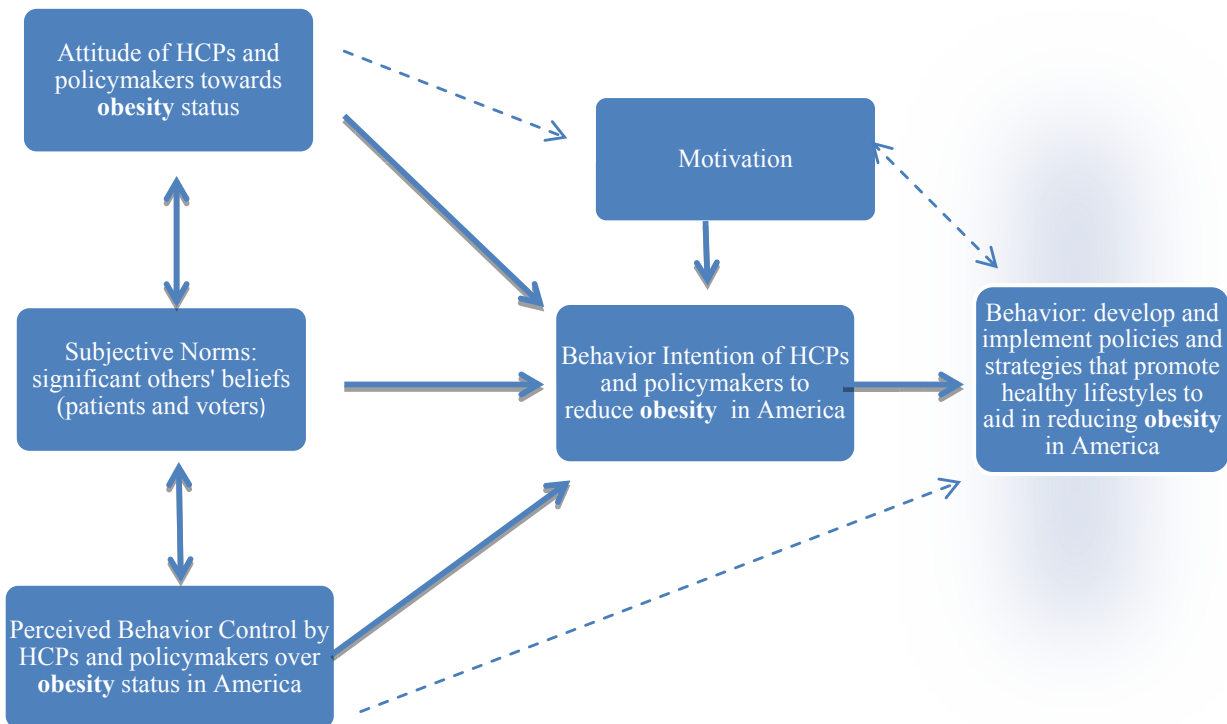 Attitude of HCPs and
policymakers towards
obesity status
Motivation
Subjective Norms:
significant others' beliefs
(patients and voters)
Behavior Intention of HCPs
and policymakers to
reduce obesity in America
Behavior: develop and
implement policies and
strategies that promote
healthy lifestyles to
aid in reducing obesity
in America
Perceived Behavior Control by
HCPs and policymakers over
obesity status in America